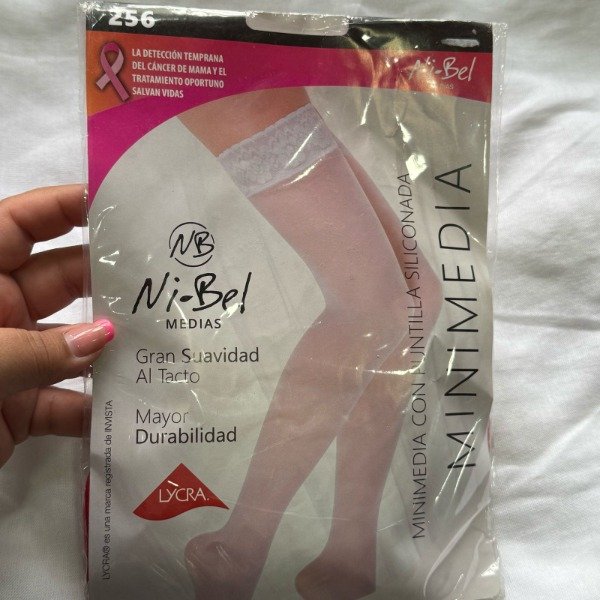 256
LA DETECCIÓN TEMPRANA
DEL CÁNCER DE MAMA Y EL
TRATAMIENTO OPORTUNO
SALVAN VIDAS
Ni-Bel
NB
Ni-Bel
MEDIAS
Gran Suavidad
Al Tacto
Mayor
Durabilidad
LYCRA.
LYCRA® es una marca registrada de INVISTA
MINIMEDIA CON PUNTILLA SILICONADA
MINIMEDIA